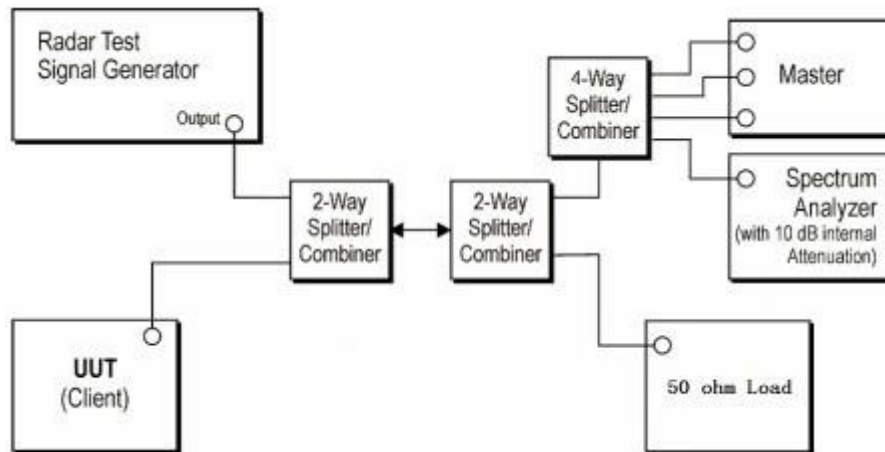 Radar Test
Signal Generator
Output
4-Way
Splitter/
Combiner
Master
2-Way
Splitter/
Combiner
2-Way
Splitter/
Combiner
Spectrum
Analyzer
(with 10 dB internal
Attenuation)
UUT
(Client)
50 ohm Load